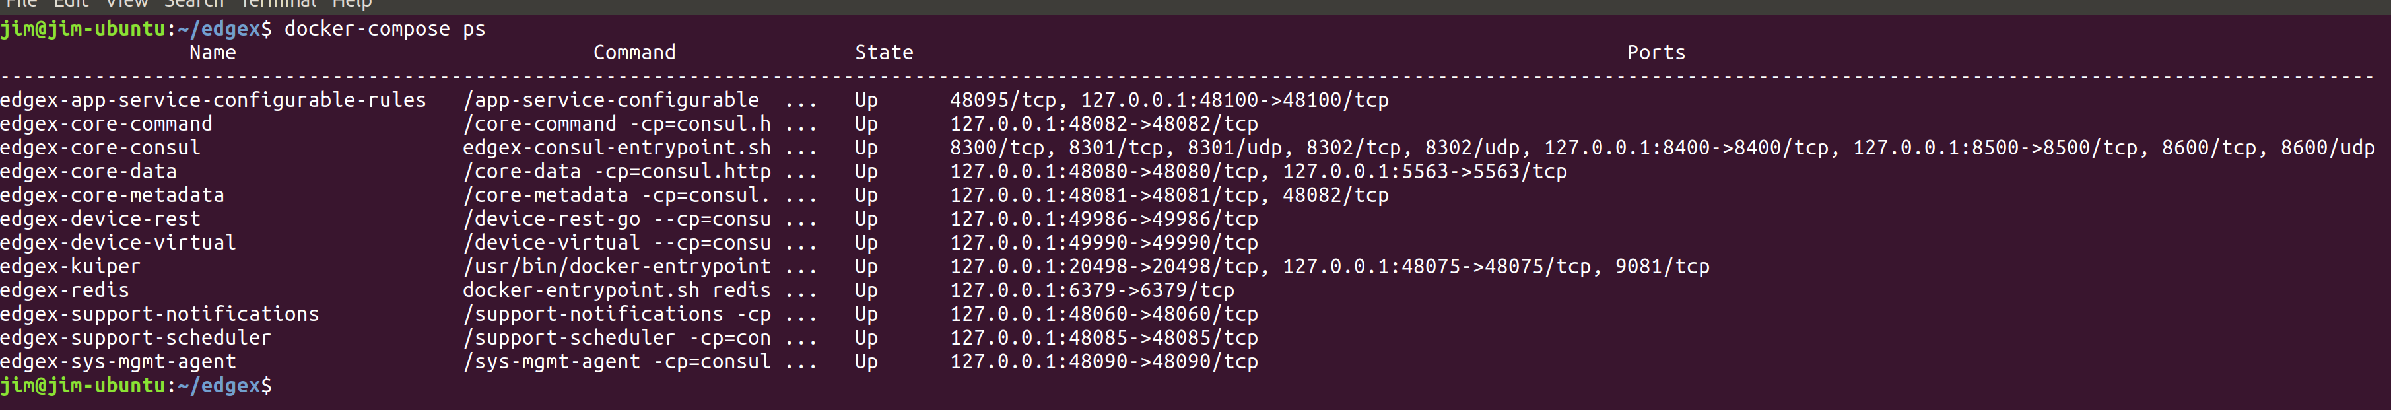 File Edit View Search Terminal Help
jim@jim-ubuntu:~/edgex$ docker-compose ps
Name Command State Ports
--------------------------------------------------------------------------------------------------------------------------------------------------------------------------------------------------------
edgex-app-service-configurable-rules /app-service-configurable ... Up 48095/tcp, 127.0.0.1:48100->48100/tcp
edgex-core-command /core-command -cp=consul.h ... Up 127.0.0.1:48082->48082/tcp
edgex-core-consul edgex-consul-entrypoint.sh ... Up 8300/tcp, 8301/tcp, 8301/udp, 8302/tcp, 8302/udp, 127.0.0.1:8400->8400/tcp, 127.0.0.1:8500->8500/tcp, 8600/tcp, 8600/udp
edgex-core-data /core-data -cp=consul.http ... Up 127.0.0.1:48080->48080/tcp, 127.0.0.1:5563->5563/tcp
edgex-core-metadata /core-metadata -cp=consul. ... Up 127.0.0.1:48081->48081/tcp, 48082/tcp
edgex-device-rest /device-rest-go --cp=consu ... Up 127.0.0.1:49986->49986/tcp
edgex-device-virtual /device-virtual --cp=consu ... Up 127.0.0.1:49990->49990/tcp
edgex-kuiper /usr/bin/docker-entrypoint ... Up 127.0.0.1:20498->20498/tcp, 127.0.0.1:48075->48075/tcp, 9081/tcp
edgex-redis docker-entrypoint.sh redis ... Up 127.0.0.1:6379->6379/tcp
edgex-support-notifications /support-notifications -cp ... Up 127.0.0.1:48060->48060/tcp
edgex-support-scheduler /support-scheduler -cp=con ... Up 127.0.0.1:48085->48085/tcp
edgex-sys-mgmt-agent /sys-mgmt-agent -cp=consul ... Up 127.0.0.1:48090->48090/tcp
jim@jim-ubuntu:~/edgex$